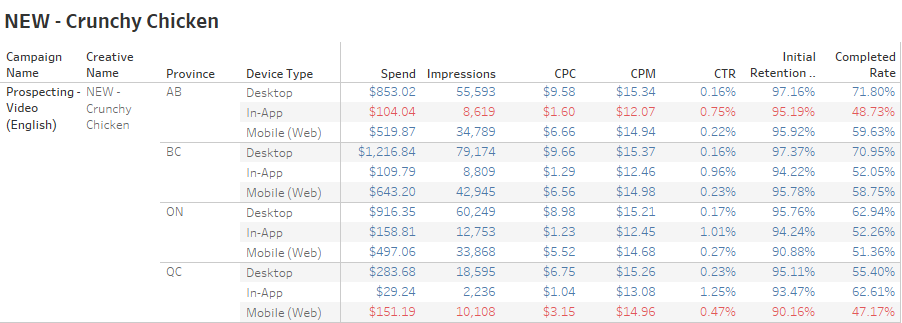 NEW - Crunchy Chicken
Campaign Name Creative Name Province Device Type Spend Impressions CPC CPM CTR Initial Retention .. Completed Rate
Prospecting - Video (English) NEW - Crunchy Chicken AB Desktop $853.02 55,593 $9.58 $15.34 0.16% 97.16% 71.80%
In-App $104.04 8,619 $1.60 $12.07 0.75% 95.19% 48.73%
Mobile (Web) $519.87 34,789 $6.66 $14.94 0.22% 95.92% 59.63%
BC Desktop $1,216.84 79,174 $9.66 $15.37 0.16% 97.37% 70.95%
In-App $109.79 8,809 $1.29 $12.46 0.96% 94.22% 52.05%
Mobile (Web) $643.20 42,945 $6.56 $14.98 0.23% 95.78% 58.75%
ON Desktop $916.35 60,249 $8.98 $15.21 0.17% 95.76% 62.94%
In-App $158.81 12,753 $1.23 $12.45 1.01% 94.24% 52.26%
Mobile (Web) $497.06 33,868 $5.52 $14.68 0.27% 90.88% 51.36%
QC Desktop $283.68 18,595 $6.75 $15.26 0.23% 95.11% 55.40%
In-App $29.24 2,236 $1.04 $13.08 1.25% 93.47% 62.61%
Mobile (Web) $151.19 10,108 $3.15 $14.96 0.47% 90.16% 47.17%